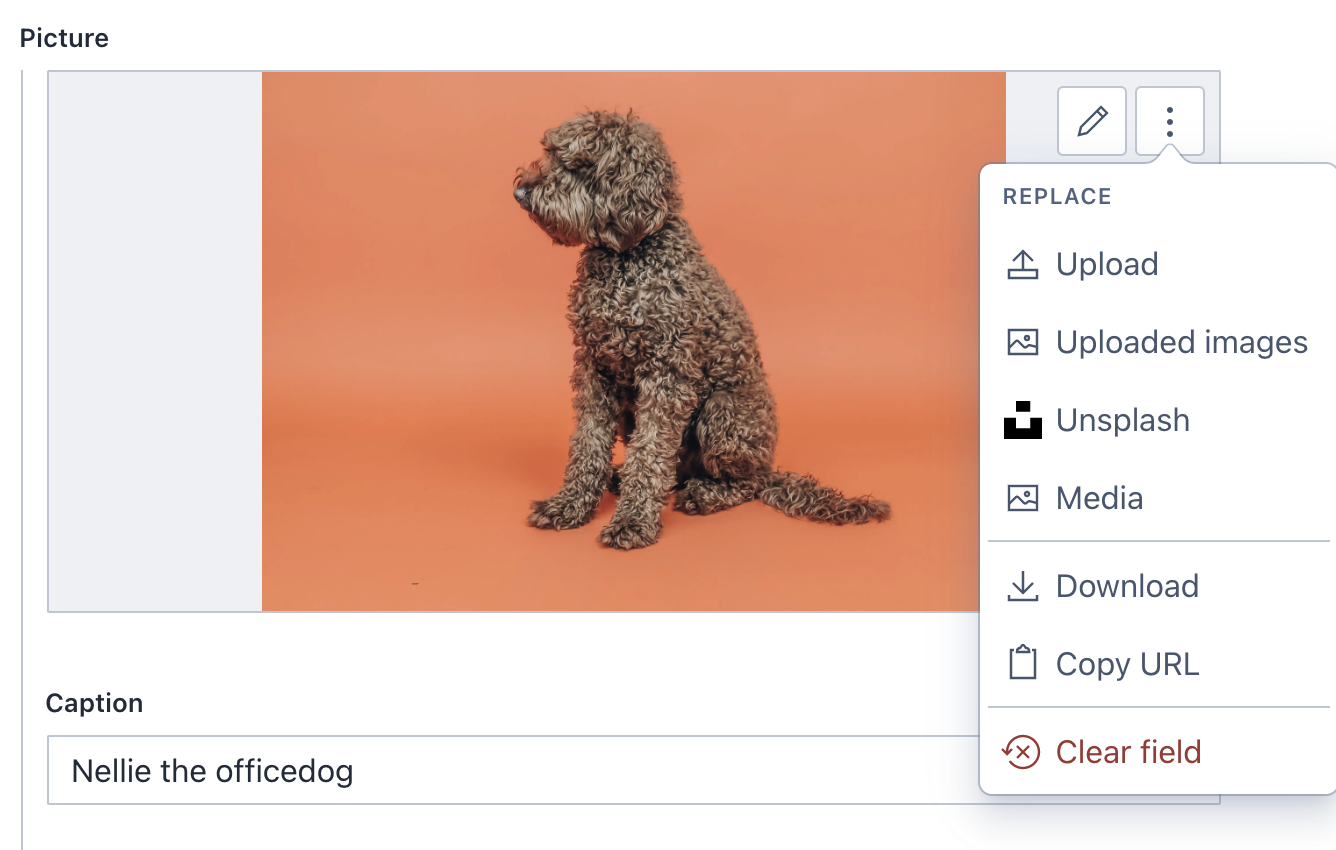 Picture
REPLACE
Upload
Uploaded images
Unsplash
Media
Download
Copy URL
Clear field
Caption
Nellie the officedog